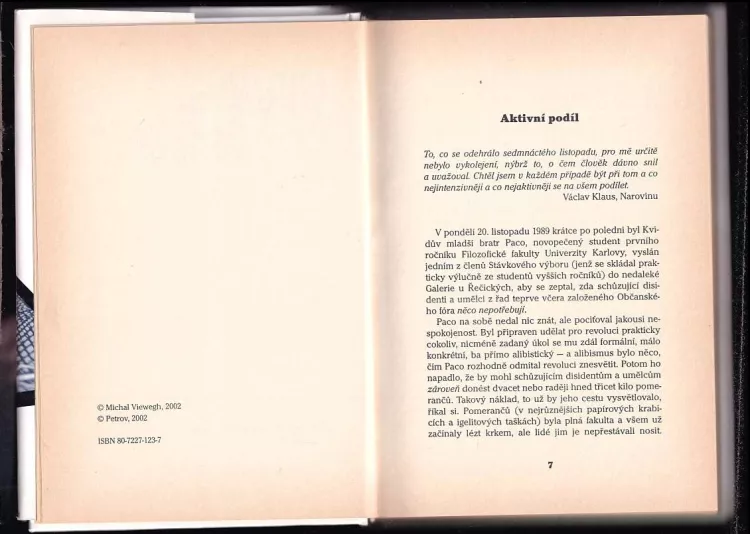 © Michal Viewegh, 2002
© Petrov, 2002
ISBN 80-7227-123-7
Aktivní podíl
To, co se odehrálo sedmnáctého listopadu, pro mě určitě
nebylo vykolejení, nýbrž to, o čem člověk dávno snil
a uvažoval. Chtěl jsem v každém případě být při tom a co
nejintenzivněji a co nejaktivněji se na všem podílet.
Václav Klaus, Narovinu
V pondělí 20. listopadu 1989 krátce po poledni byl Kvi-
dův mladší bratr Paco, novopečený student prvního
ročníku Filozofické fakulty Univerzity Karlovy, vyslán
jedním z členů Stávkového výboru (jenž se skládal prak-
ticky výlučně ze studentů vyšších ročníků) do nedaleké
Galerie u Řečických, aby se zeptal, zda schůzující disi-
denti a umělci z řad teprve včera založeného Občanské-
ho fóra něco nepotřebují.
Paco na sobě nedal nic znát, ale pociťoval jakousi ne-
spokojenost. Byl připraven udělat pro revoluci prakticky
cokoliv, nicméně zadaný úkol se mu zdál formální, málo
konkrétní, ba přímo alibistický — a alibismus bylo něco,
čím Paco rozhodně odmítal revoluci znesvětit. Potom ho
napadlo, že by mohl schůzujícím disidentům a umělcům
zároveň donést dvacet nebo raději hned třicet kilo pome-
rančů. Takový náklad, to už by jeho cestu vysvětlovalo,
říkal si. Pomerančů (v nejrůznějších papírových krabi-
cích a igelitových taškách) byla plná fakulta a všem už
začínaly lézt krkem, ale lidé jim je nepřestávali nosit.
7